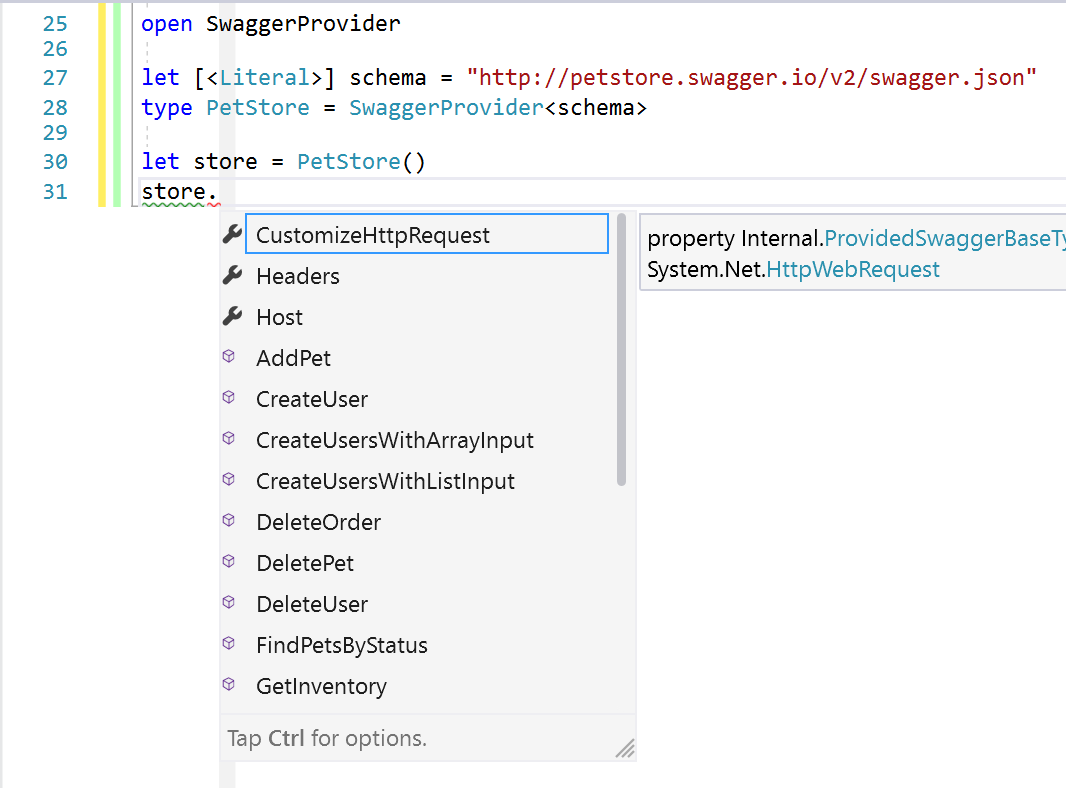 25 open SwaggerProvider
26
27 let [<Literal>] schema = "http://petstore.swagger.io/v2/swagger.json"
28 type PetStore = SwaggerProvider<schema>
29
30 let store = PetStore()
31 store.
CustomizeHttpRequest
Headers
Host
AddPet
CreateUser
CreateUsersWithArrayInput
CreateUsersWithListInput
DeleteOrder
DeletePet
DeleteUser
FindPetsByStatus
GetInventory
Tap Ctrl for options.
property Internal.ProvidedSwaggerBaseTy
System.Net.HttpWebRequest